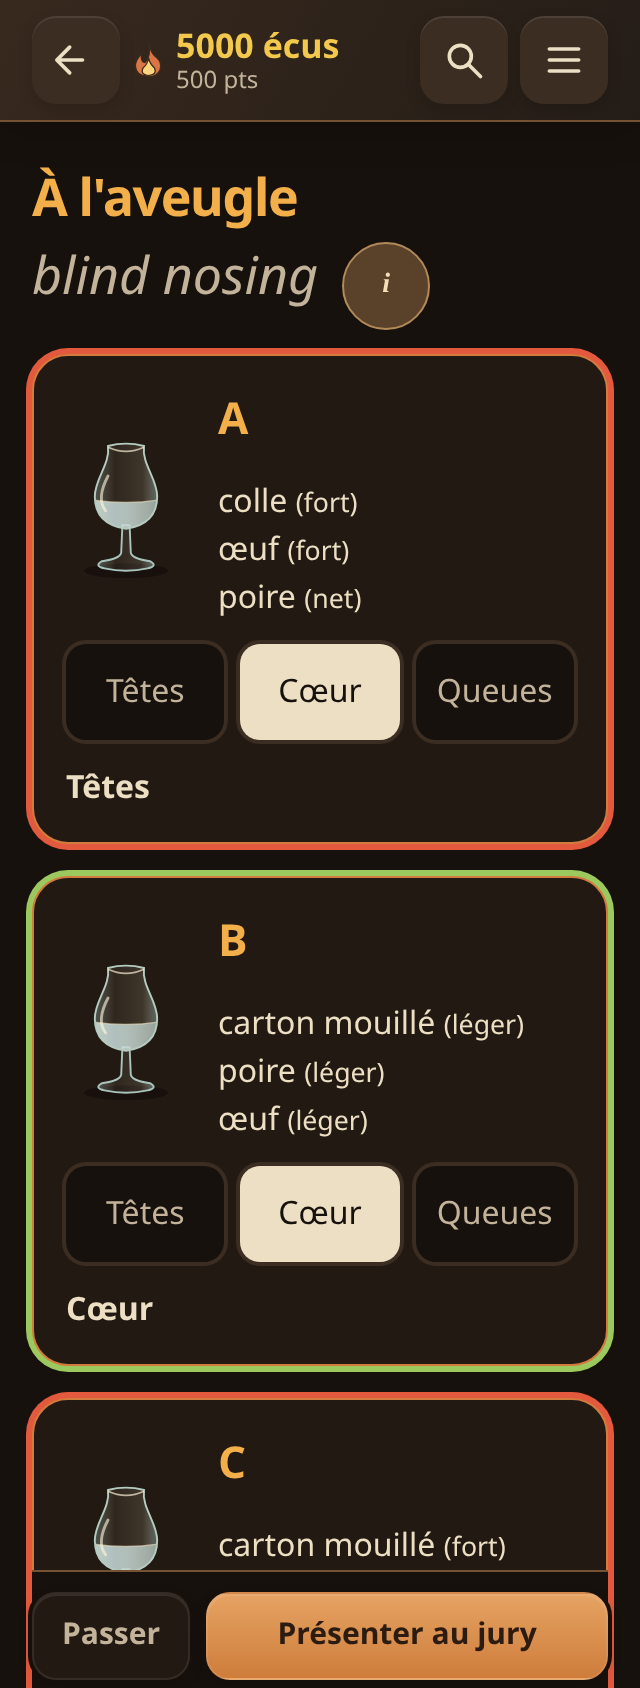 5000 écus
500 pts
À l'aveugle
blind nosing
i
A
colle (fort)
œuf (fort)
poire (net)
Têtes
Cœur
Queues
Têtes
B
carton mouillé (léger)
poire (léger)
œuf (léger)
Têtes
Cœur
Queues
Cœur
C
carton mouillé (fort)
Passer
Présenter au jury